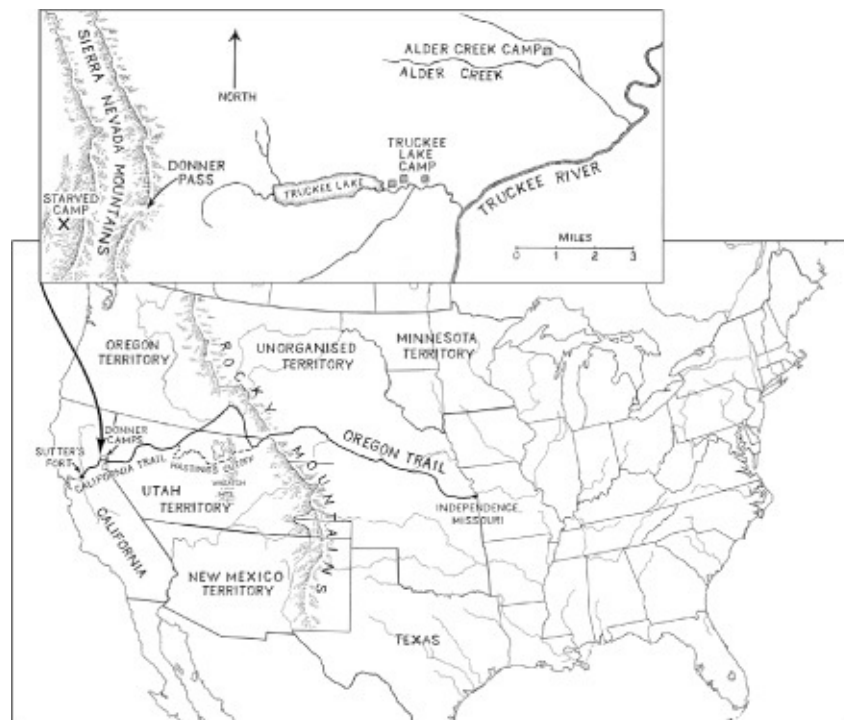 SIERRA NEVADA MOUNTAINS
NORTH
ALDER CREEK CAMP
ALDER CREEK
DONNER
PASS
TRUCKEE
LAKE
CAMP
TRUCKEE LAKE
TRUCKEE RIVER
STARVED
CAMP
MILES
0 1 2 3
OREGON
TERRITORY
ROCKY MOUNTAINS
UNORGANISED
TERRITORY
MINNESOTA
TERRITORY
DONNER
CAMPS
SUTTER'S
FORT
CALIFORNIA TRAIL
HASTINGS CUTOFF
WASATCH
MTS.
OREGON TRAIL
INDEPENDENCE,
MISSOURI
UTAH
TERRITORY
CALIFORNIA
NEW MEXICO
TERRITORY
TEXAS